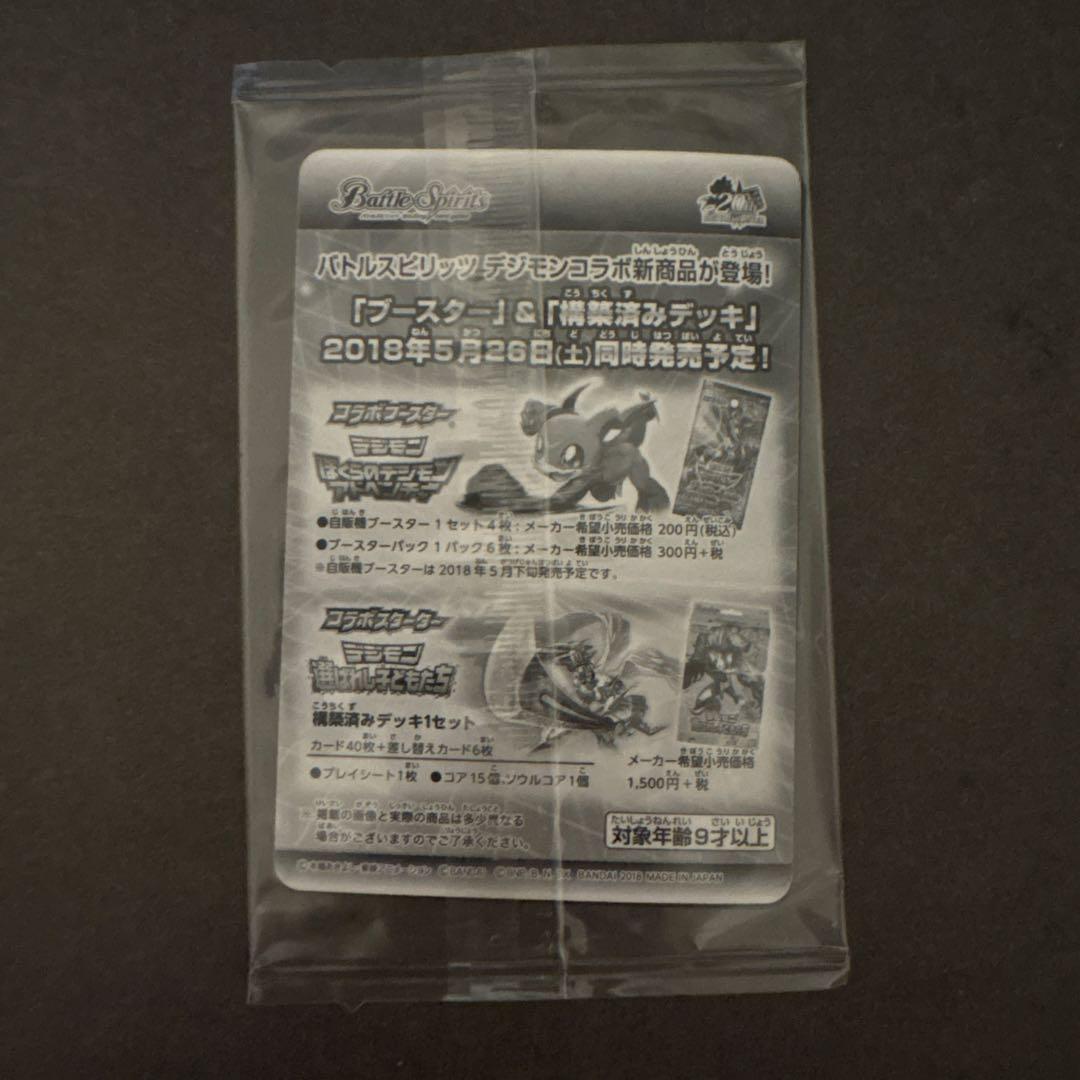 Battle Spirits
バトルスピリッツ デジモンコラボ新商品が登場!
「ブースター」&「構築済みデッキ」
2018年5月26日(土)同時発売予定!
コラボブースター
デジモン
ぼくらのデジモン
アドベンチャー
●自販機ブースター 1セット4枚:メーカー希望小売価格 200円(税込)
●ブースターパック 1パック6枚:メーカー希望小売価格 300円+税
※自販機ブースターは2018年5月下旬発売予定です。
コラボスターター
デジモン
選ばれし子どもたち
構築済みデッキ1セット
カード40枚+差し替えカード6枚
●プレイシート1枚 ●コア15個、ソウルコア1個
メーカー希望小売価格
1,500円+税
※掲載の画像と実際の商品は多少異なる
場合がございますのでご了承ください。
対象年齢9才以上
©BANDAI BANDAI 2018 MADE IN JAPAN